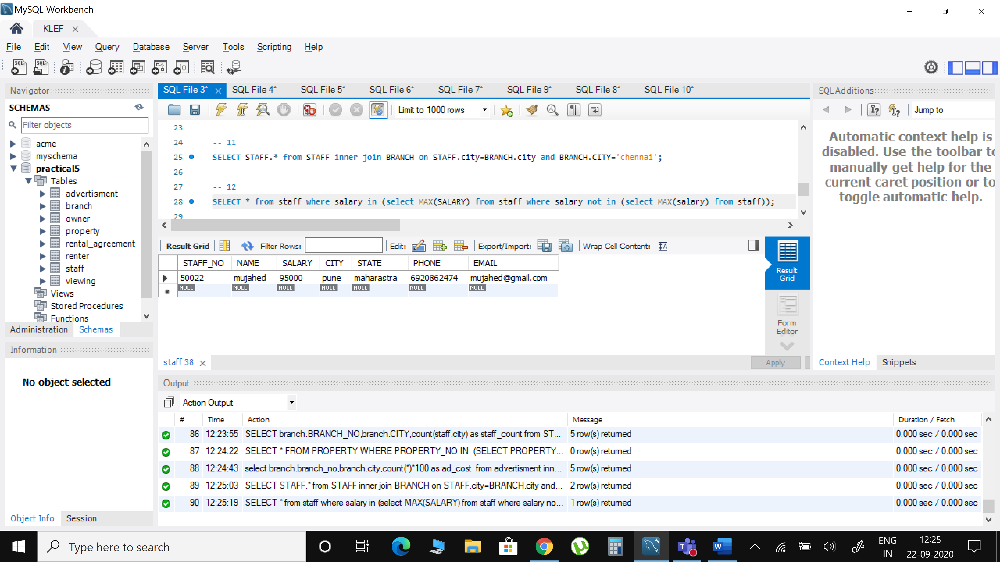 MySQL Workbench
KLEF
File Edit View Query Database Server Tools Scripting Help
Navigator
SCHEMAS
Filter objects
acme
myschema
practical5
Tables
advertisment
branch
owner
property
rental_agreement
renter
staff
viewing
Views
Stored Procedures
Functions
Administration Schemas
Information
No object selected
Object Info Session
SQL File 3* SQL File 4* SQL File 5* SQL File 6* SQL File 7* SQL File 9* SQL File 8* SQL File 10*
Limit to 1000 rows
23
24 -- 11
25 SELECT STAFF.* from STAFF inner join BRANCH on STAFF.city=BRANCH.city and BRANCH.CITY='chennai';
26
27 -- 12
28 SELECT * from staff where salary in (select MAX(SALARY) from staff where salary not in (select MAX(salary) from staff));
29
Result Grid Filter Rows: Edit: Export/Import: Wrap Cell Content:
STAFF_NO NAME SALARY CITY STATE PHONE EMAIL
50022 mujahed 95000 pune maharastra 6920862474 mujahed@gmail.com
NULL NULL NULL NULL NULL NULL NULL
Result
Grid
Form
Editor
staff 38
Apply
SQLAdditions
Jump to
Automatic context help is
disabled. Use the toolbar to
manually get help for the
current caret position or to
toggle automatic help.
Context Help Snippets
Output
Action Output
# Time Action Message Duration / Fetch
86 12:23:55 SELECT branch.BRANCH_NO,branch.CITY,count(staff.city) as staff_count from ST... 5 row(s) returned 0.000 sec / 0.000 sec
87 12:24:22 SELECT * FROM PROPERTY WHERE PROPERTY_NO IN (SELECT PROPERTY... 0 row(s) returned 0.000 sec / 0.000 sec
88 12:24:43 select branch.branch_no,branch.city,count(*)*100 as ad_cost from advertisment inn... 5 row(s) returned 0.000 sec / 0.000 sec
89 12:25:03 SELECT STAFF.* from STAFF inner join BRANCH on STAFF.city=BRANCH.city and... 2 row(s) returned 0.000 sec / 0.000 sec
90 12:25:19 SELECT * from staff where salary in (select MAX(SALARY) from staff where salary no... 1 row(s) returned 0.000 sec / 0.000 sec
Type here to search
ENG
IN
12:25
22-09-2020